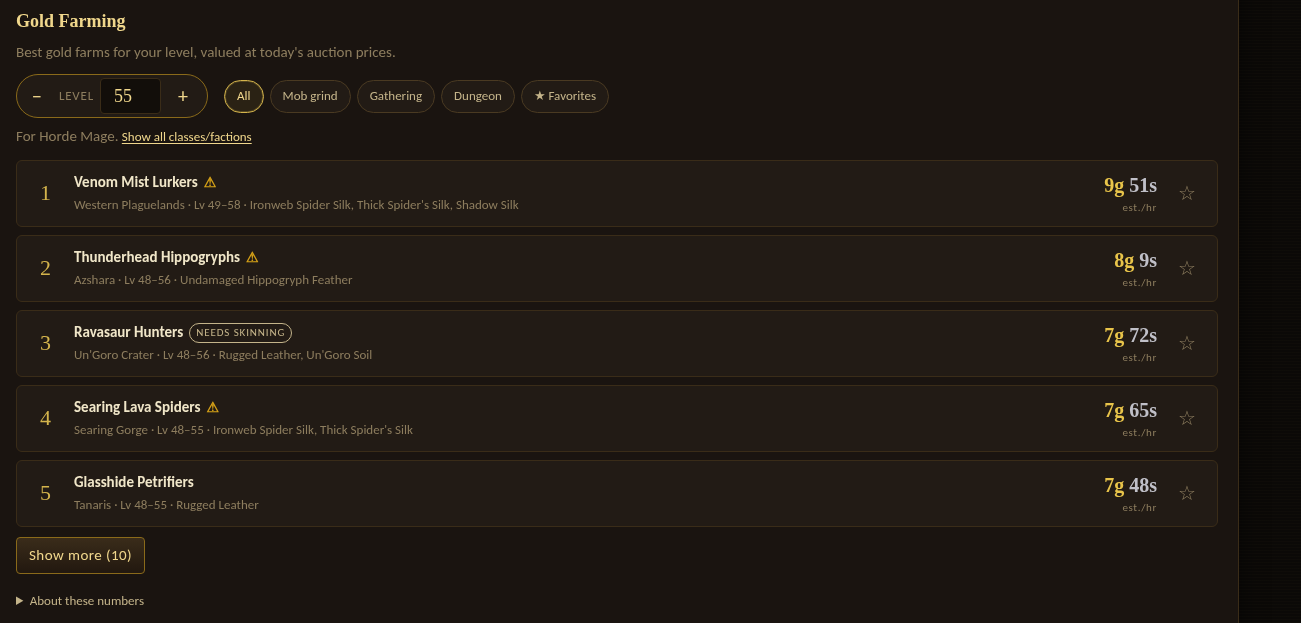 Gold Farming
Best gold farms for your level, valued at today's auction prices.
− LEVEL 55 + All Mob grind Gathering Dungeon ★ Favorites
For Horde Mage. Show all classes/factions
1 Venom Mist Lurkers ⚠ 9g 51s ☆
Western Plaguelands · Lv 49–58 · Ironweb Spider Silk, Thick Spider's Silk, Shadow Silk est./hr
2 Thunderhead Hippogryphs ⚠ 8g 9s ☆
Azshara · Lv 48–56 · Undamaged Hippogryph Feather est./hr
3 Ravasaur Hunters NEEDS SKINNING 7g 72s ☆
Un'Goro Crater · Lv 48–56 · Rugged Leather, Un'Goro Soil est./hr
4 Searing Lava Spiders ⚠ 7g 65s ☆
Searing Gorge · Lv 48–55 · Ironweb Spider Silk, Thick Spider's Silk est./hr
5 Glasshide Petrifiers 7g 48s ☆
Tanaris · Lv 48–55 · Rugged Leather est./hr
Show more (10)
▶ About these numbers